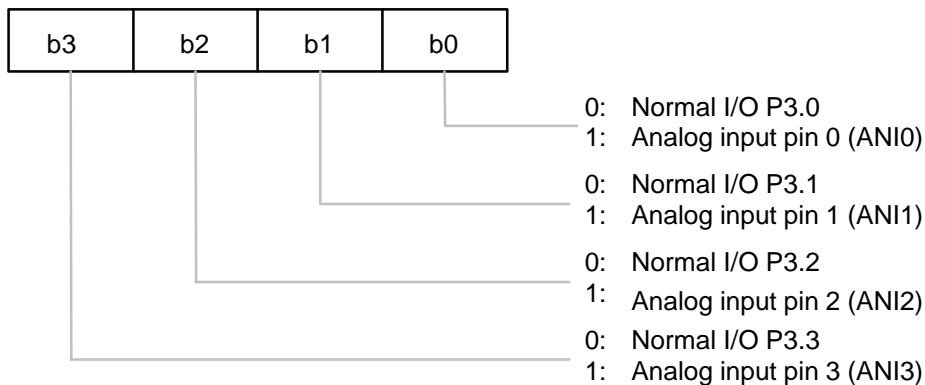 b3 b2 b1 b0
0: Normal I/O P3.0
1: Analog input pin 0 (ANI0)
0: Normal I/O P3.1
1: Analog input pin 1 (ANI1)
0: Normal I/O P3.2
1: Analog input pin 2 (ANI2)
0: Normal I/O P3.3
1: Analog input pin 3 (ANI3)